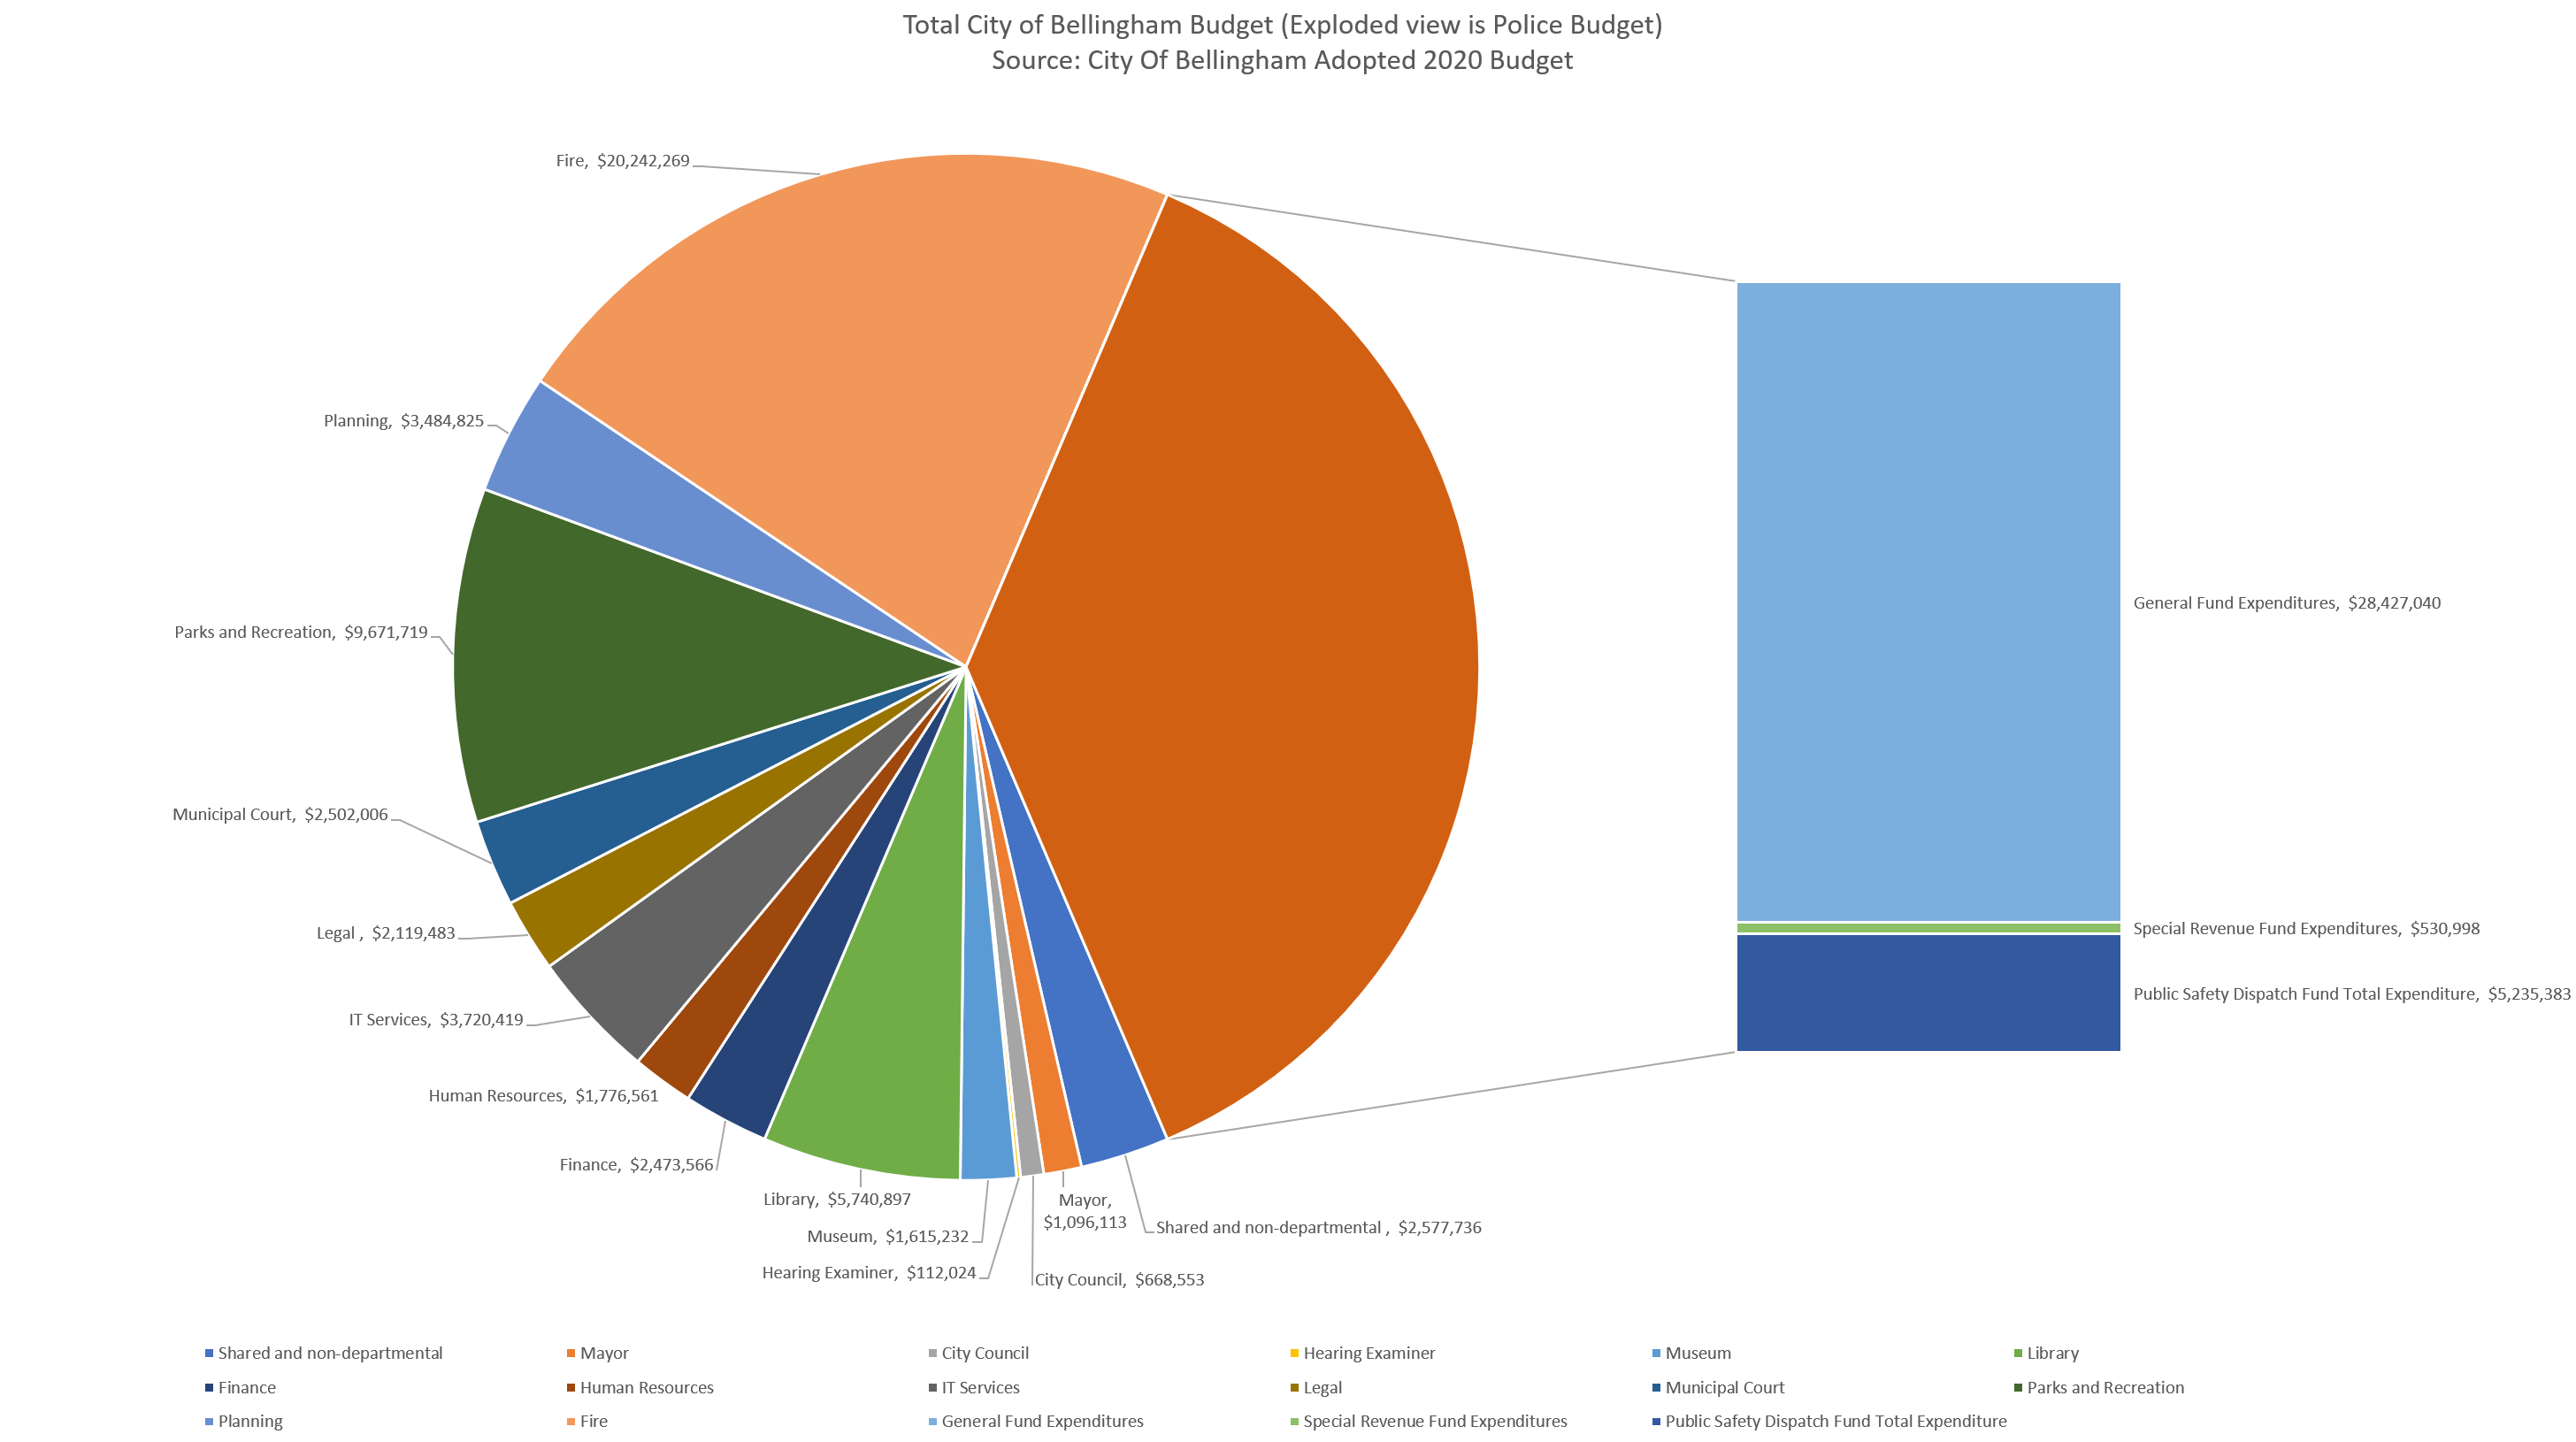 Total City of Bellingham Budget (Exploded view is Police Budget)
Source: City Of Bellingham Adopted 2020 Budget
Fire, $20,242,269
Planning, $3,484,825
Parks and Recreation, $9,671,719
Municipal Court, $2,502,006
Legal , $2,119,483
IT Services, $3,720,419
Human Resources, $1,776,561
Finance, $2,473,566
Library, $5,740,897
Museum, $1,615,232
Hearing Examiner, $112,024
City Council, $668,553
Mayor,
$1,096,113
Shared and non-departmental , $2,577,736
General Fund Expenditures, $28,427,040
Special Revenue Fund Expenditures, $530,998
Public Safety Dispatch Fund Total Expenditure, $5,235,383
Shared and non-departmental Mayor City Council Hearing Examiner Museum Library
Finance Human Resources IT Services Legal Municipal Court Parks and Recreation
Planning Fire General Fund Expenditures Special Revenue Fund Expenditures Public Safety Dispatch Fund Total Expenditure